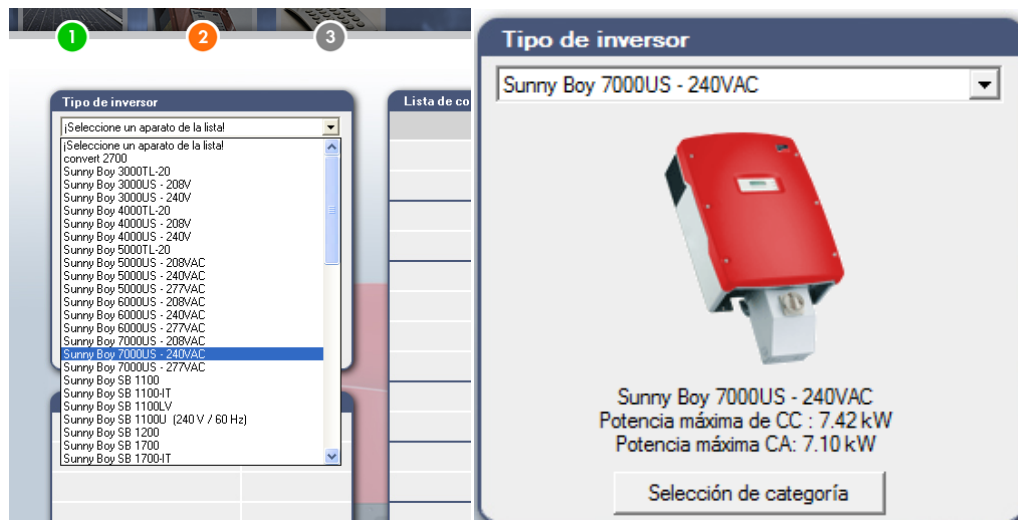 1
2
3
Tipo de inversor
¡Seleccione un aparato de la lista!
¡Seleccione un aparato de la lista!
convert 2700
Sunny Boy 3000TL-20
Sunny Boy 3000US - 208V
Sunny Boy 3000US - 240V
Sunny Boy 4000TL-20
Sunny Boy 4000US - 208V
Sunny Boy 4000US - 240V
Sunny Boy 5000TL-20
Sunny Boy 5000US - 208VAC
Sunny Boy 5000US - 240VAC
Sunny Boy 5000US - 277VAC
Sunny Boy 6000US - 208VAC
Sunny Boy 6000US - 240VAC
Sunny Boy 6000US - 277VAC
Sunny Boy 7000US - 208VAC
Sunny Boy 7000US - 240VAC
Sunny Boy 7000US - 277VAC
Sunny Boy SB 1100
Sunny Boy SB 1100-IT
Sunny Boy SB 1100LV
Sunny Boy SB 1100U (240 V / 60 Hz)
Sunny Boy SB 1200
Sunny Boy SB 1700
Sunny Boy SB 1700-IT
Lista de co
Tipo de inversor
Sunny Boy 7000US - 240VAC
Sunny Boy 7000US - 240VAC
Potencia máxima de CC : 7.42 kW
Potencia máxima CA: 7.10 kW
Selección de categoría